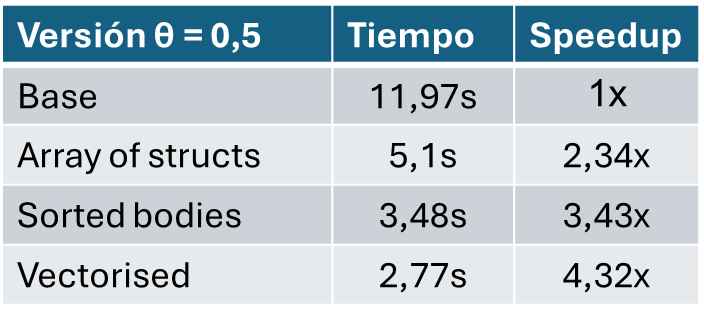 Versión θ = 0,5 Tiempo Speedup
Base 11,97s 1x
Array of structs 5,1s 2,34x
Sorted bodies 3,48s 3,43x
Vectorised 2,77s 4,32x